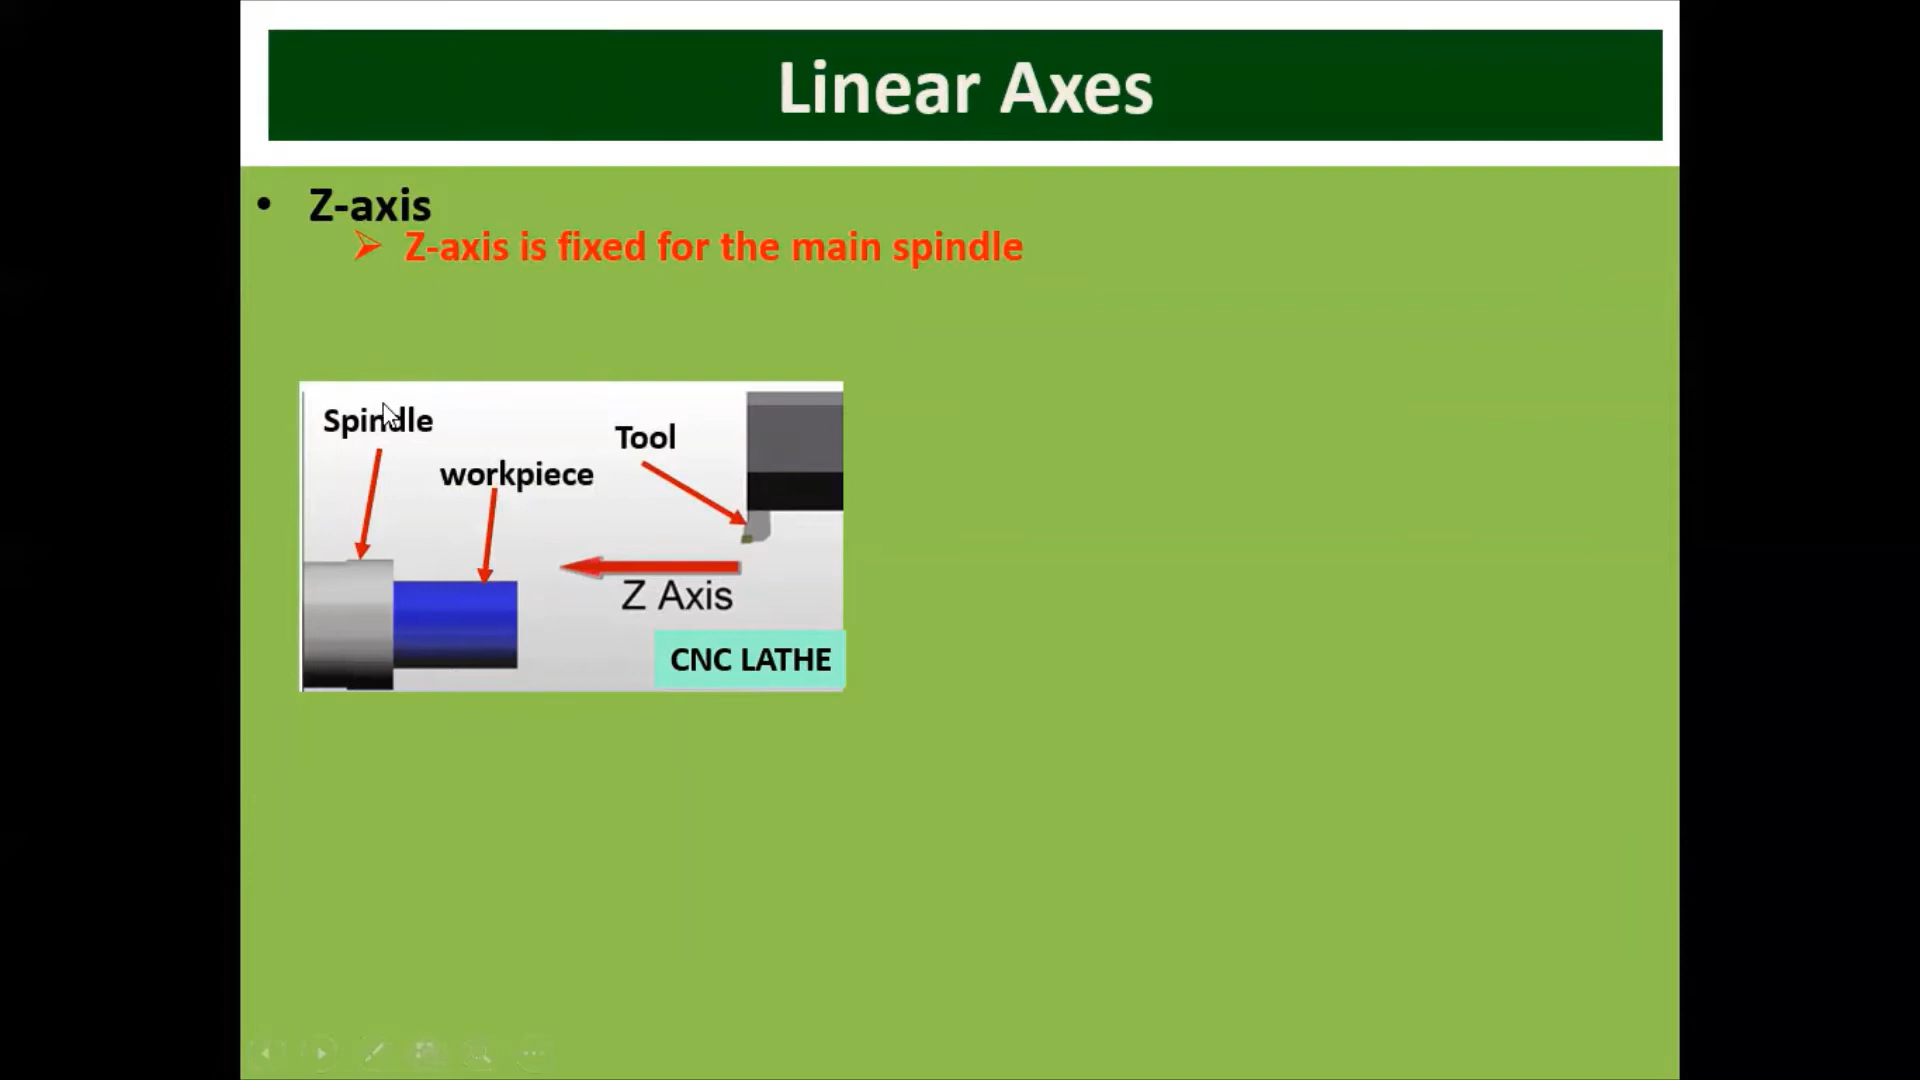 Linear Axes
• Z-axis
➢ Z-axis is fixed for the main spindle
Spindle
Tool
workpiece
Z Axis
CNC LATHE